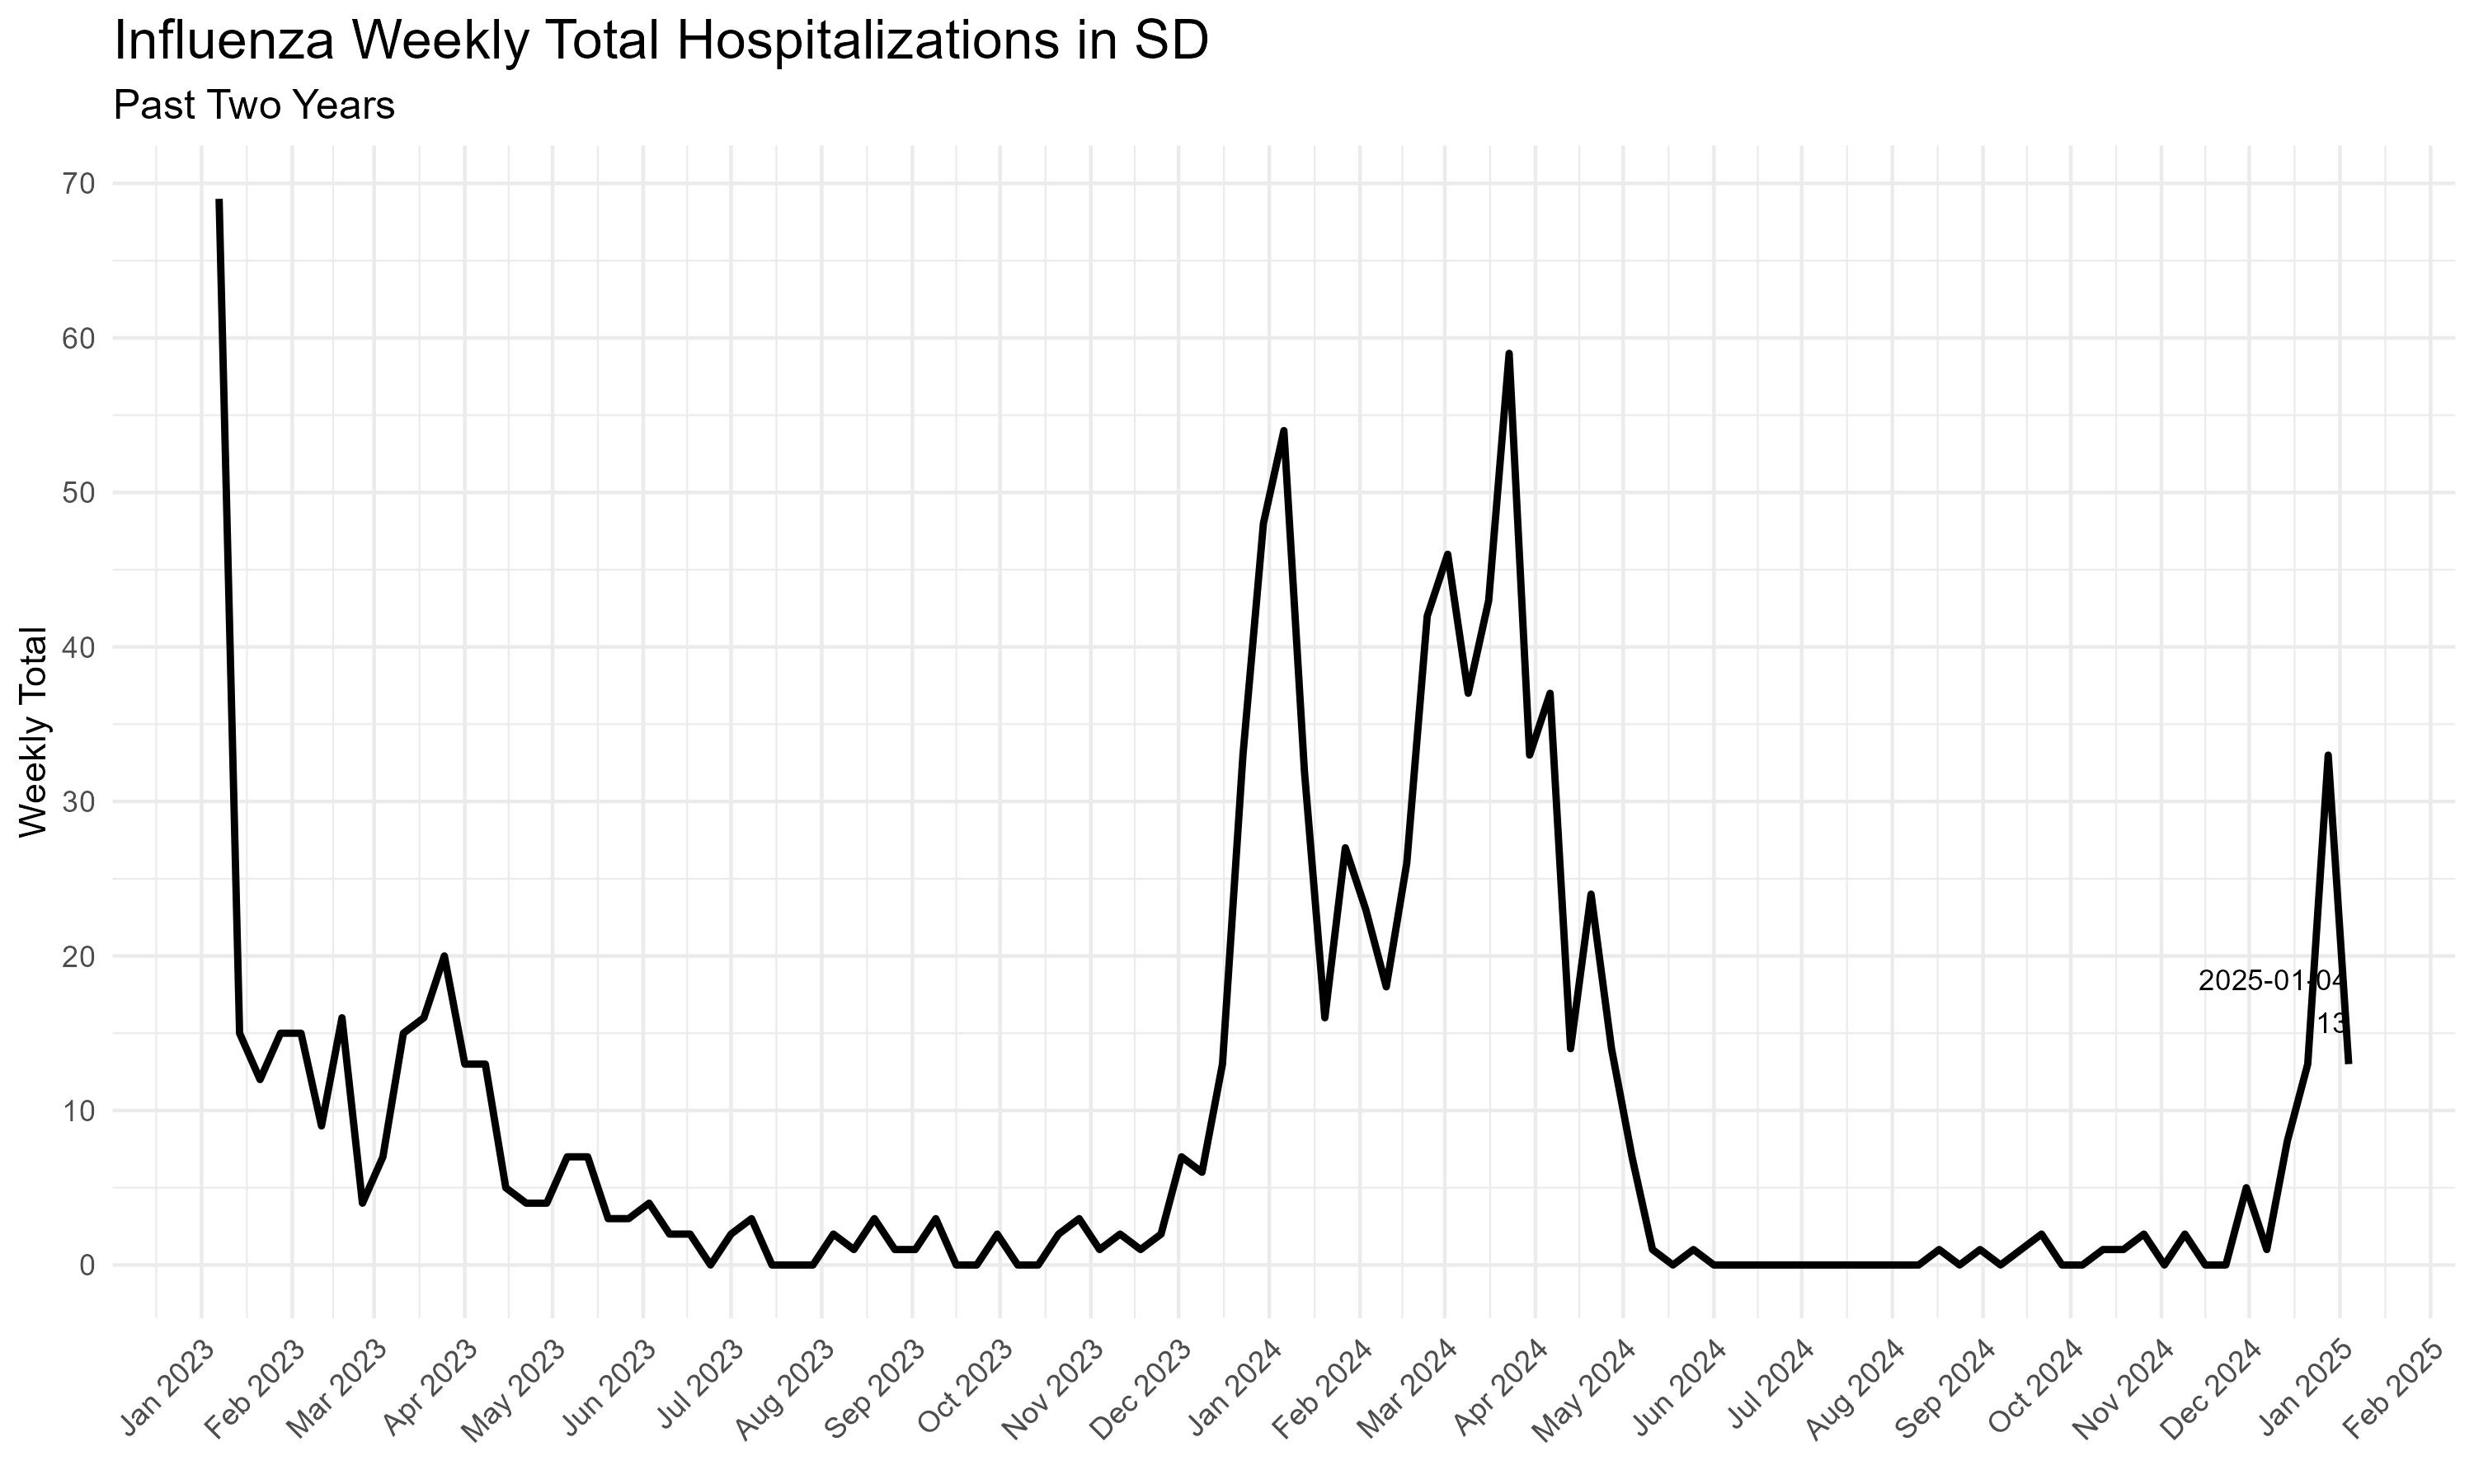 Influenza Weekly Total Hospitalizations in SD
Past Two Years
Weekly Total
70
60
50
40
30
20
10
0
2025-01-04
13
Jan 2023
Feb 2023
Mar 2023
Apr 2023
May 2023
Jun 2023
Jul 2023
Aug 2023
Sep 2023
Oct 2023
Nov 2023
Dec 2023
Jan 2024
Feb 2024
Mar 2024
Apr 2024
May 2024
Jun 2024
Jul 2024
Aug 2024
Sep 2024
Oct 2024
Nov 2024
Dec 2024
Jan 2025
Feb 2025